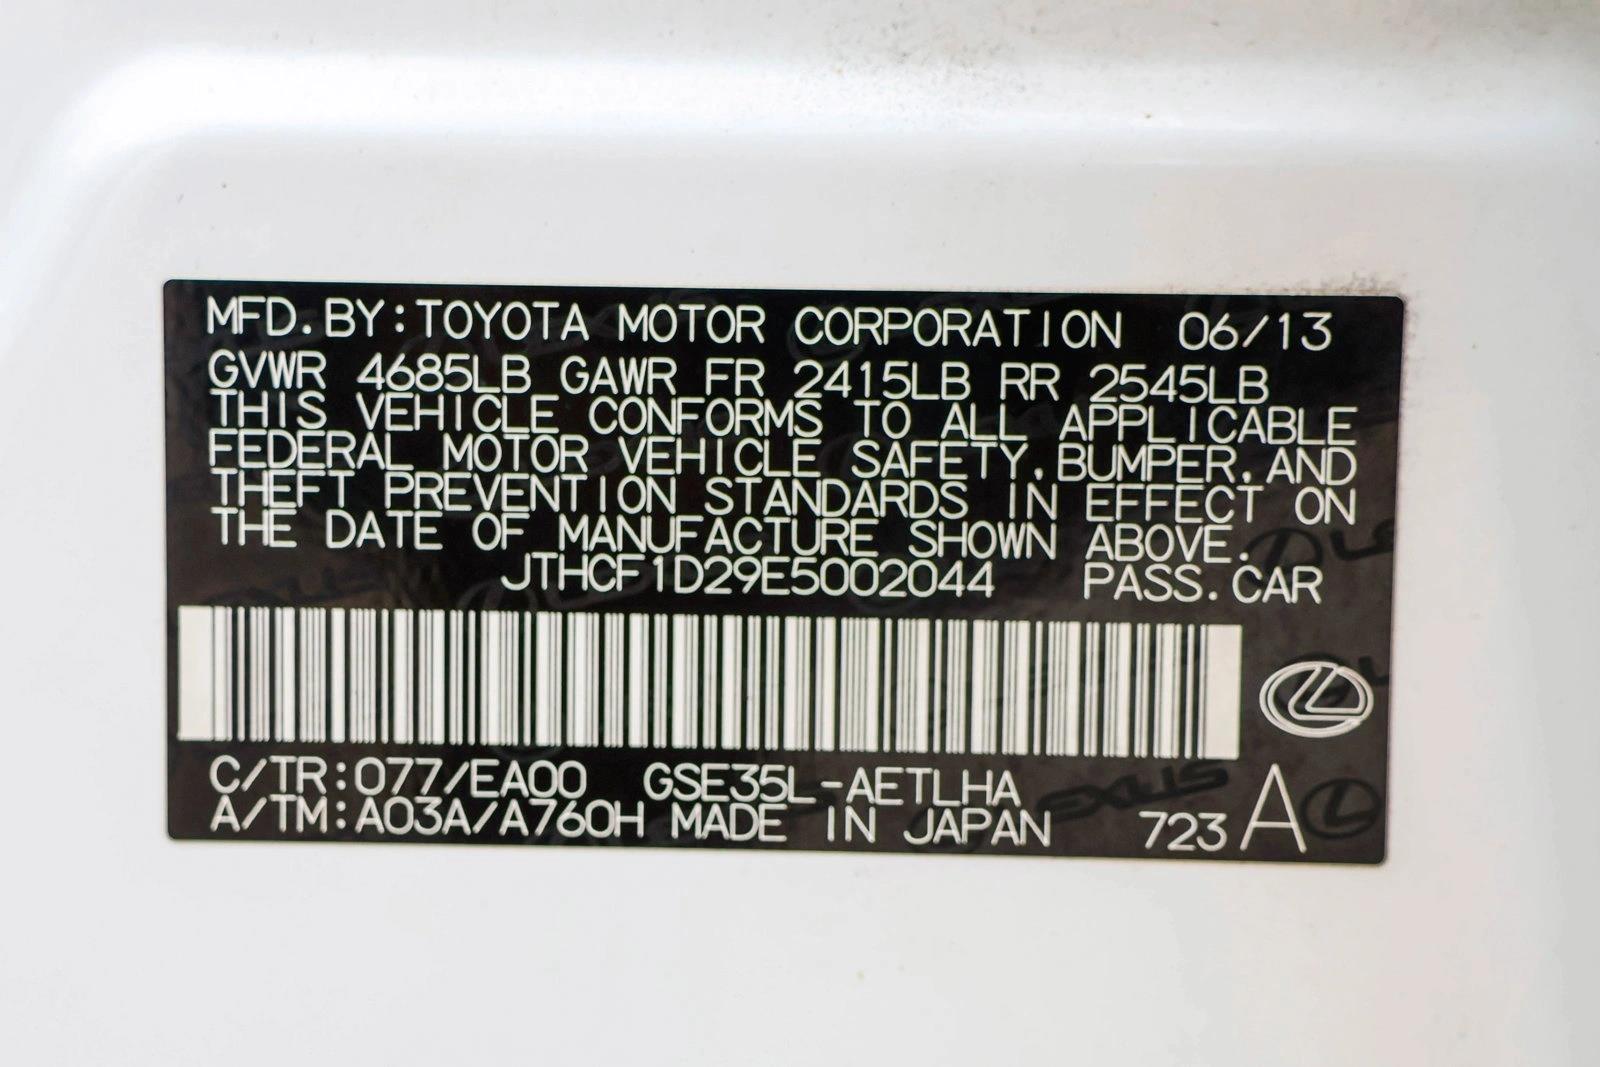 MFD. BY: TOYOTA MOTOR CORPORATION 06/13
GVWR 4685LB GAWR FR 2415LB RR 2545LB
THIS VEHICLE CONFORMS TO ALL APPLICABLE
FEDERAL MOTOR VEHICLE SAFETY, BUMPER, AND
THEFT PREVENTION STANDARDS IN EFFECT ON
THE DATE OF MANUFACTURE SHOWN ABOVE.
JTHCF1D29E5002044 PASS. CAR
C/TR: 077/EA00 GSE35L-AETLHA
A/TM: A03A/A760H MADE IN JAPAN 723 A